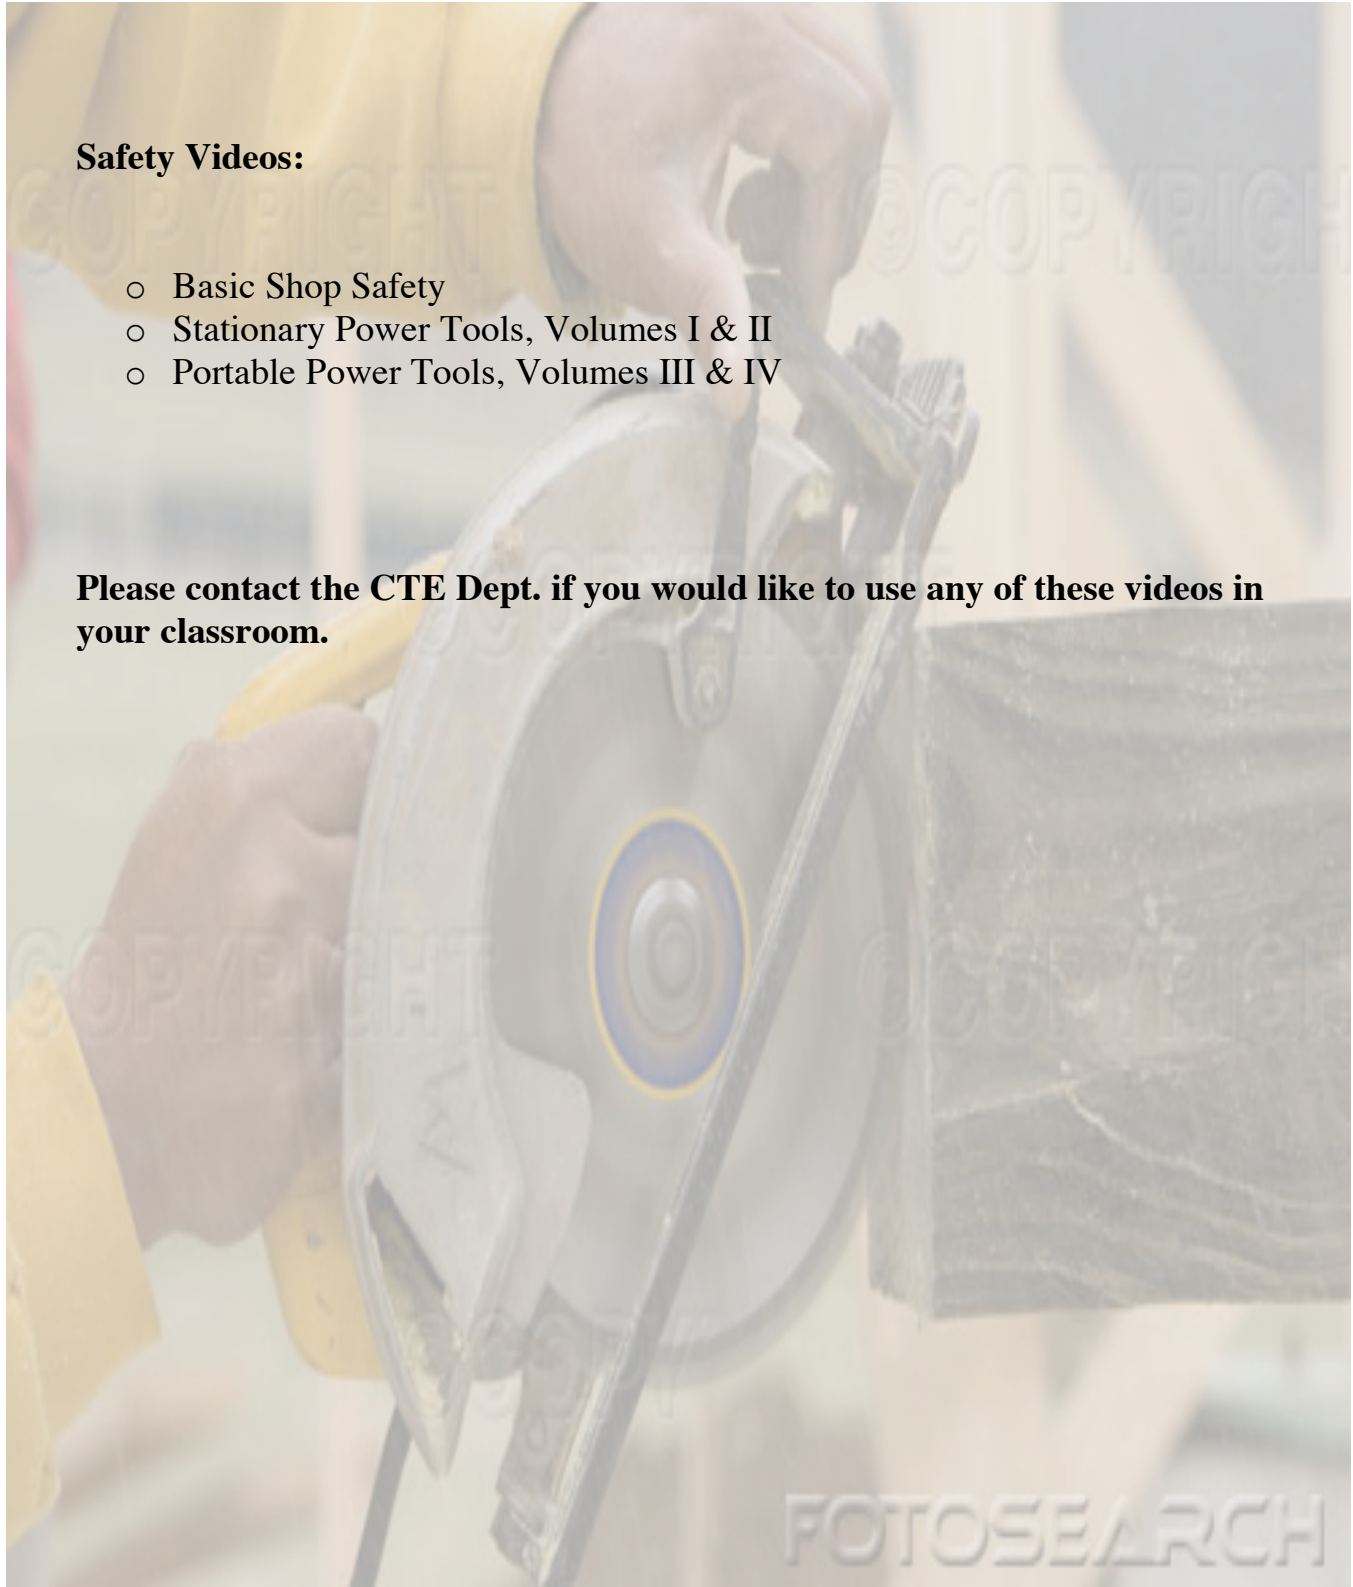 Safety Videos:
COPYRIGHT ©COPYRIGH
o Basic Shop Safety
o Stationary Power Tools, Volumes I & II
o Portable Power Tools, Volumes III & IV
Please contact the CTE Dept. if you would like to use any of these videos in
your classroom.
COPYRIGHT ©COPYRIGH
FOTOSEARCH